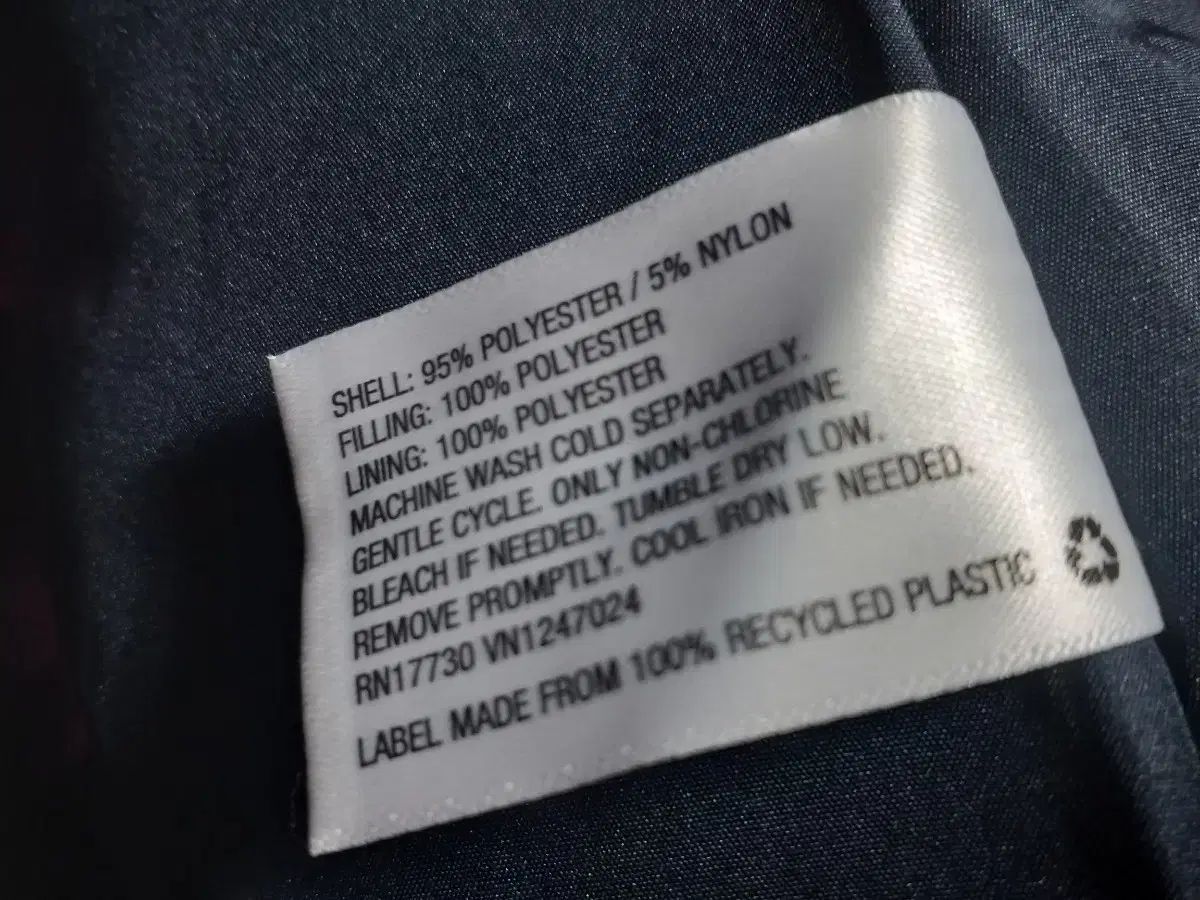 SHELL: 95% POLYESTER / 5% NYLON
FILLING: 100% POLYESTER
LINING: 100% POLYESTER
MACHINE WASH COLD SEPARATELY.
GENTLE CYCLE. ONLY NON-CHLORINE
BLEACH IF NEEDED. TUMBLE DRY LOW.
REMOVE PROMPTLY. COOL IRON IF NEEDED.
RN17730 VN1247024
LABEL MADE FROM 100% RECYCLED PLASTIC